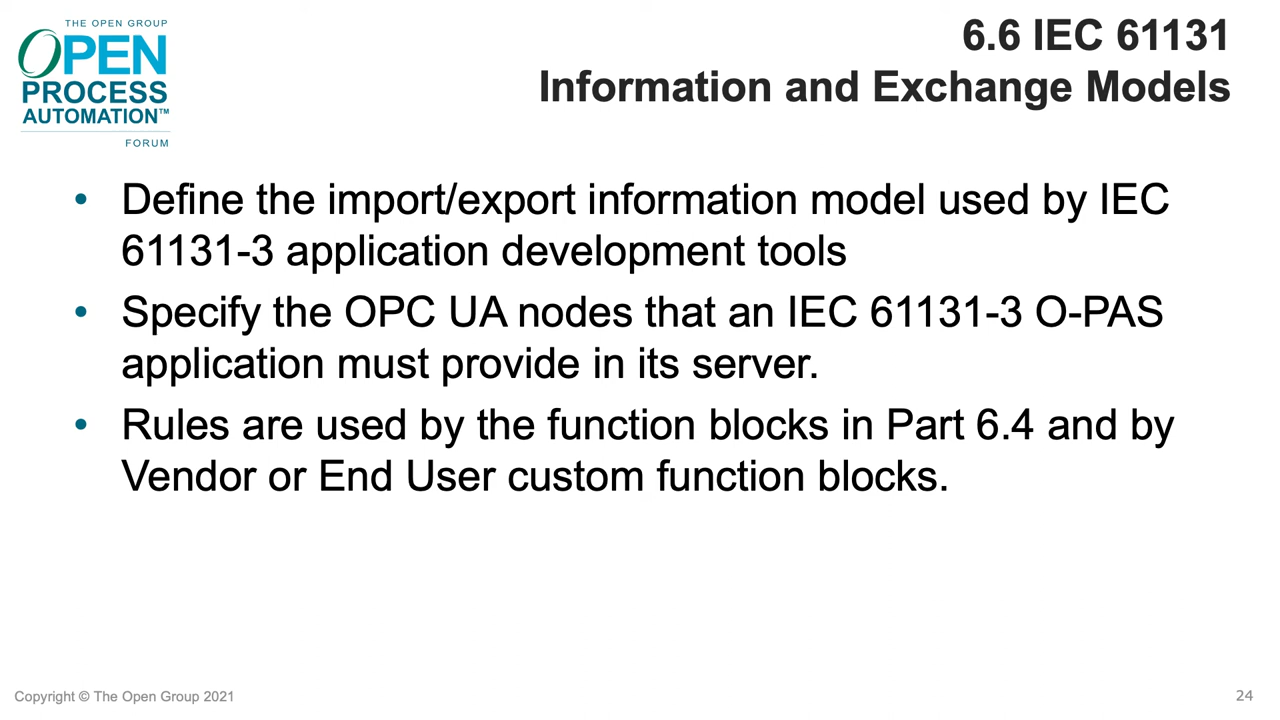 THE OPEN GROUP
OPEN
PROCESS
AUTOMATION™
FORUM
6.6 IEC 61131
Information and Exchange Models
• Define the import/export information model used by IEC
61131-3 application development tools
• Specify the OPC UA nodes that an IEC 61131-3 O-PAS
application must provide in its server.
• Rules are used by the function blocks in Part 6.4 and by
Vendor or End User custom function blocks.
Copyright © The Open Group 2021
24